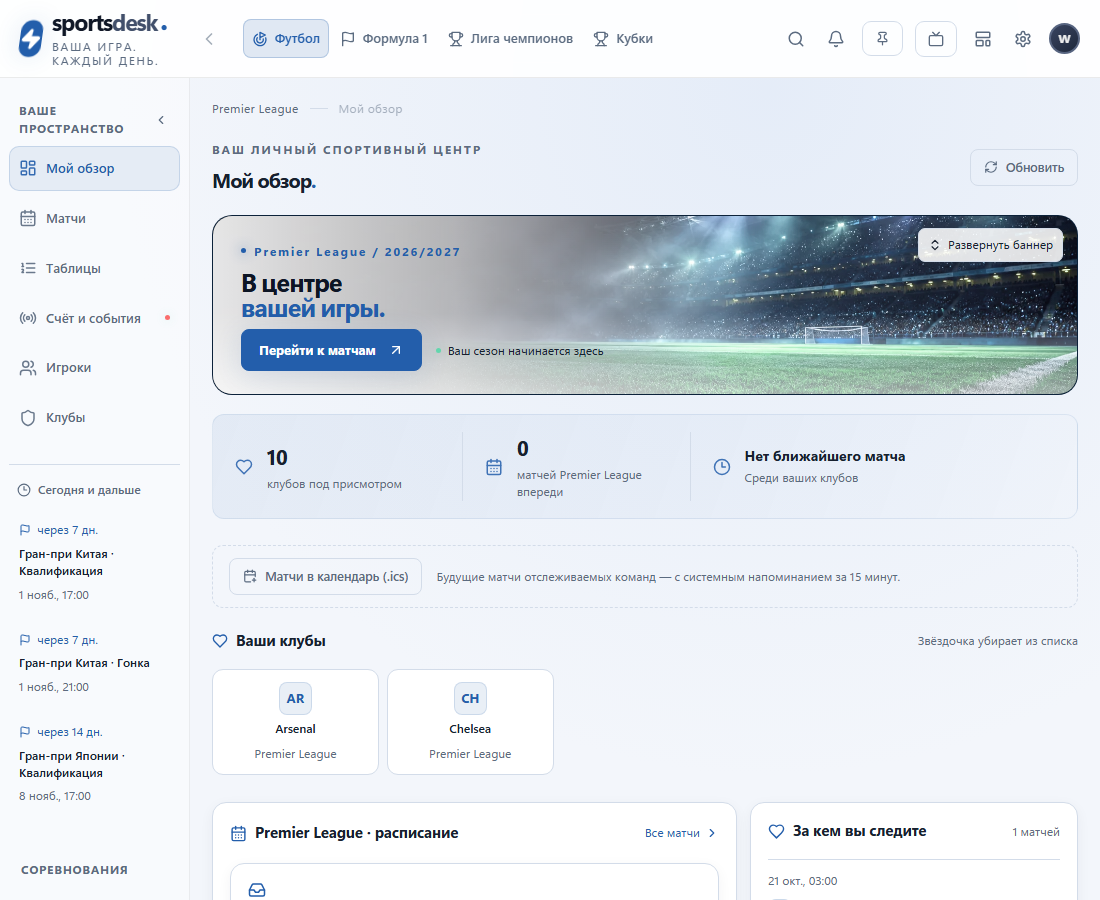 sportsdesk.
ВАША ИГРА.
КАЖДЫЙ ДЕНЬ.
Футбол
Формула 1
Лига чемпионов
Кубки
W
ВАШЕ
ПРОСТРАНСТВО
Мой обзор
Матчи
Таблицы
Счёт и события
Игроки
Клубы
Сегодня и дальше
через 7 дн.
Гран-при Китая ·
Квалификация
1 нояб., 17:00
через 7 дн.
Гран-при Китая · Гонка
1 нояб., 21:00
через 14 дн.
Гран-при Японии ·
Квалификация
8 нояб., 17:00
СОРЕВНОВАНИЯ
Premier League — Мой обзор
ВАШ ЛИЧНЫЙ СПОРТИВНЫЙ ЦЕНТР
Мой обзор.
Обновить
Premier League / 2026/2027
Развернуть баннер
В центре
вашей игры.
Перейти к матчам
Ваш сезон начинается здесь
10
клубов под присмотром
0
матчей Premier League
впереди
Нет ближайшего матча
Среди ваших клубов
Матчи в календарь (.ics)
Будущие матчи отслеживаемых команд — с системным напоминанием за 15 минут.
Ваши клубы
Звёздочка убирает из списка
AR
Arsenal
Premier League
CH
Chelsea
Premier League
Premier League · расписание
Все матчи
За кем вы следите
1 матчей
21 окт., 03:00